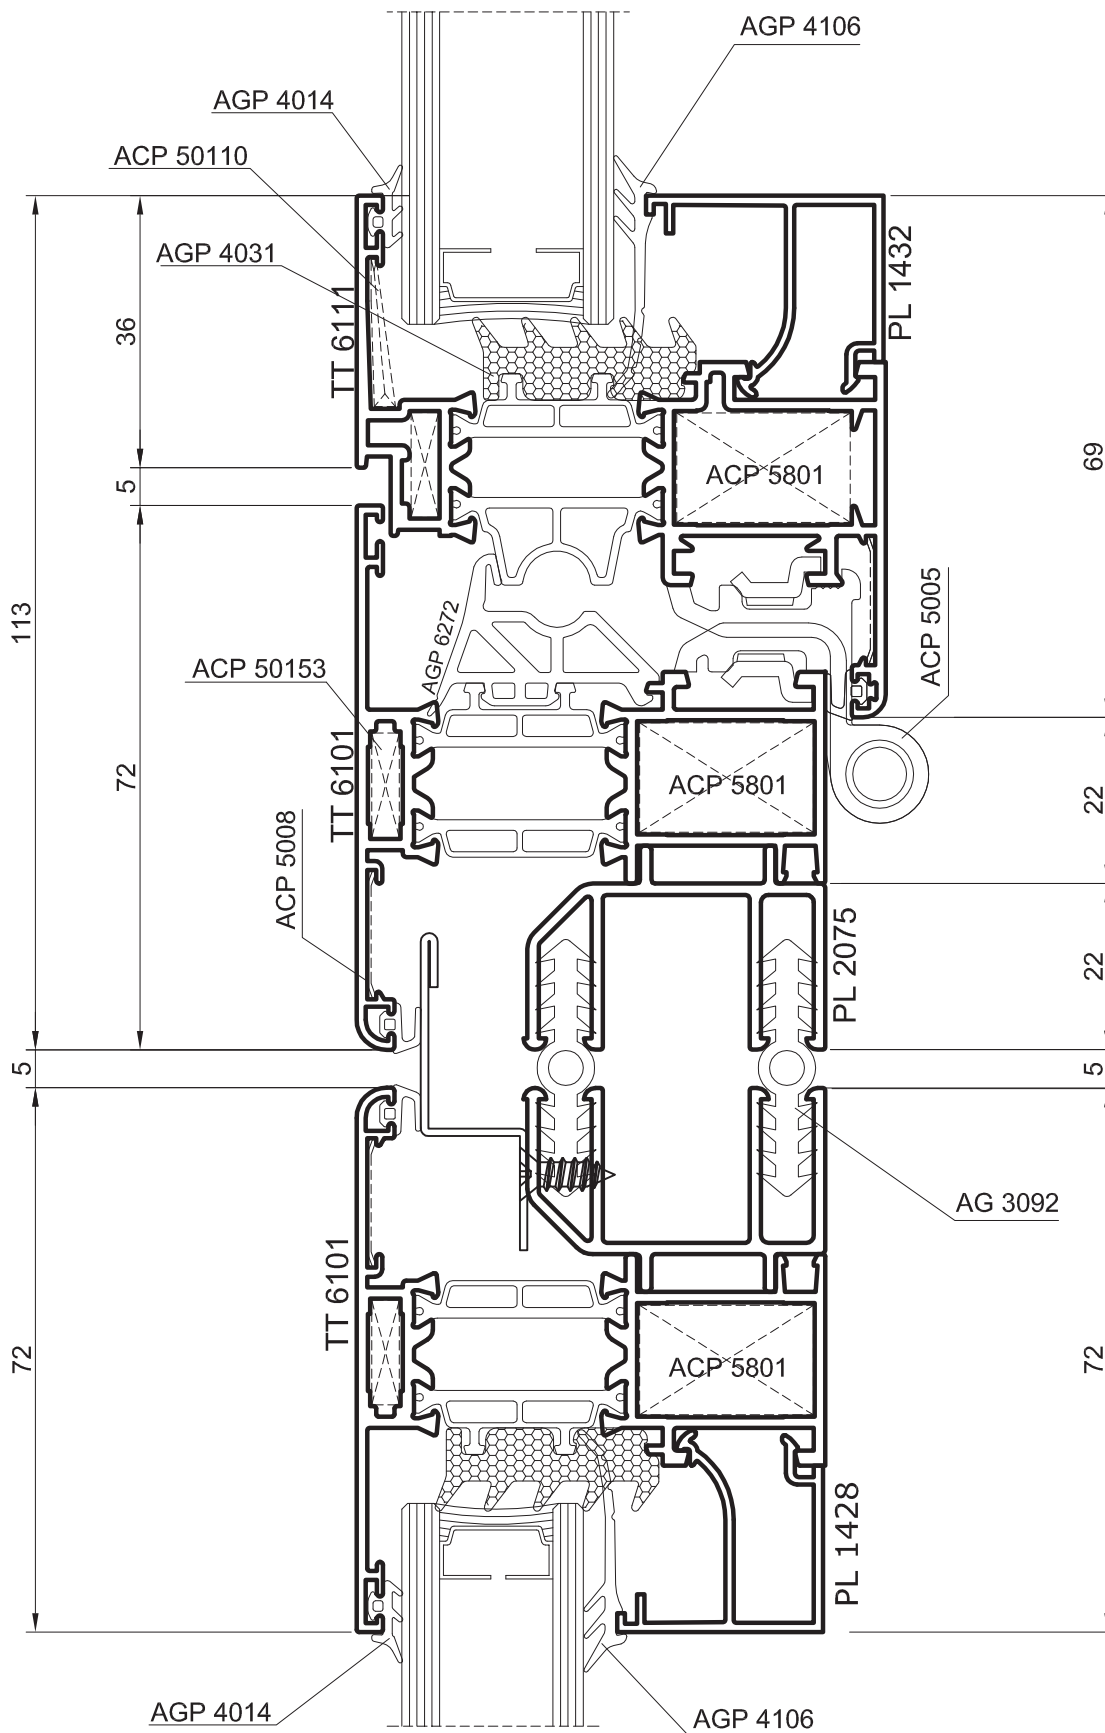 AGP 4106
AGP 4014
ACP 50110
AGP 4031
TT 6111
PL 1432
36
69
ACP 5801
5
113
AGP 6272
ACP 5005
ACP 50153
72
TT 6101
ACP 5801
22
ACP 5008
PL 2075
22
5
5
AG 3092
TT 6101
72
ACP 5801
72
PL 1428
AGP 4014
AGP 4106